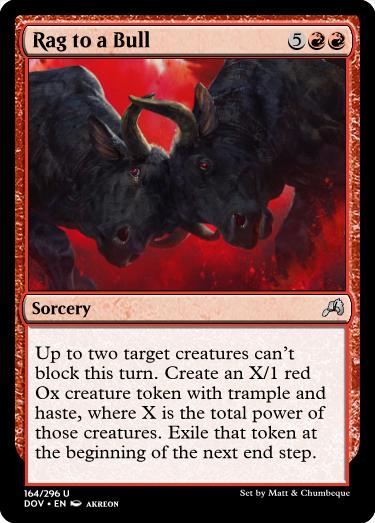 Rag to a Bull 5
Sorcery
Up to two target creatures can't
block this turn. Create an X/1 red
Ox creature token with trample and
haste, where X is the total power of
those creatures. Exile that token at
the beginning of the next end step.
164/296 U
DOV • EN AKREON
Set by Matt & Chumbeque